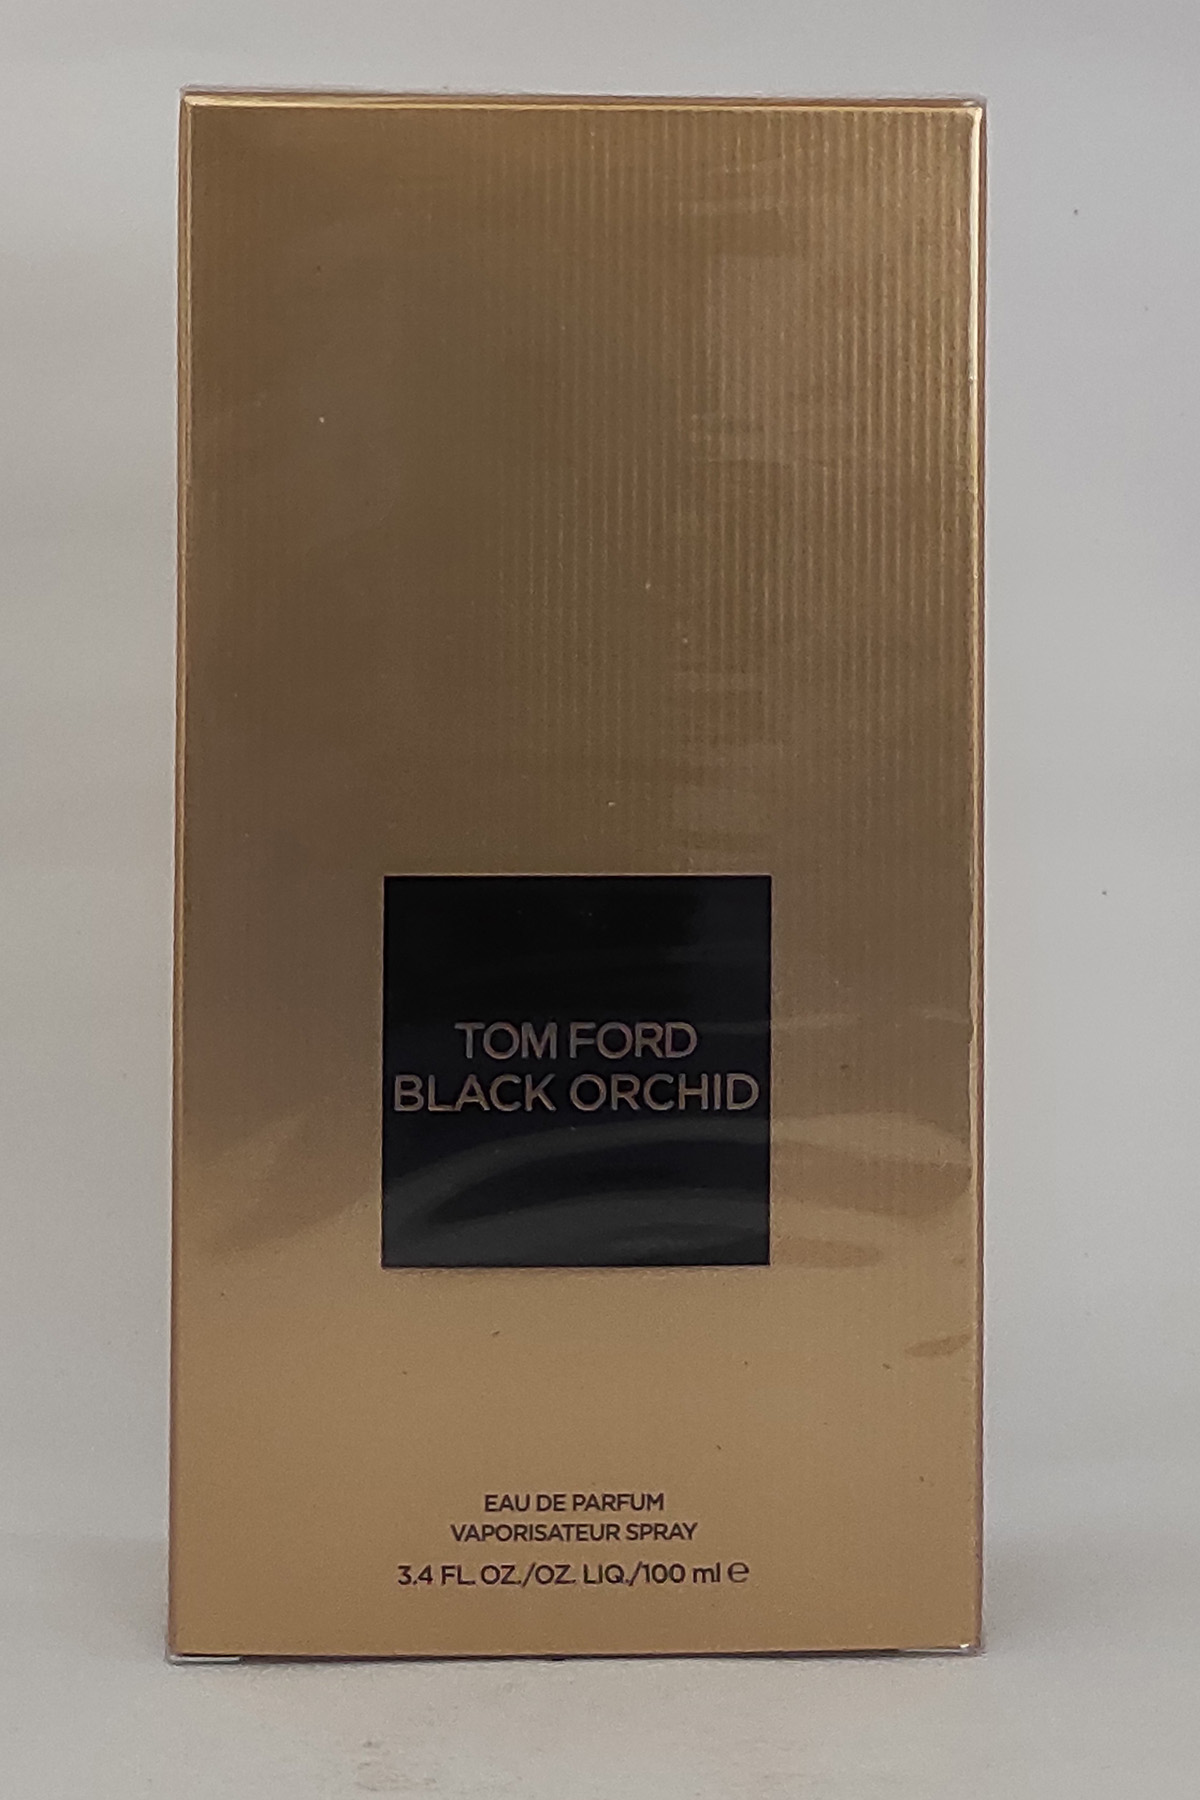 TOM FORD
BLACK ORCHID
EAU DE PARFUM
VAPORISATEUR SPRAY
3.4 FL. OZ./OZ. LIQ./100 ml ℮